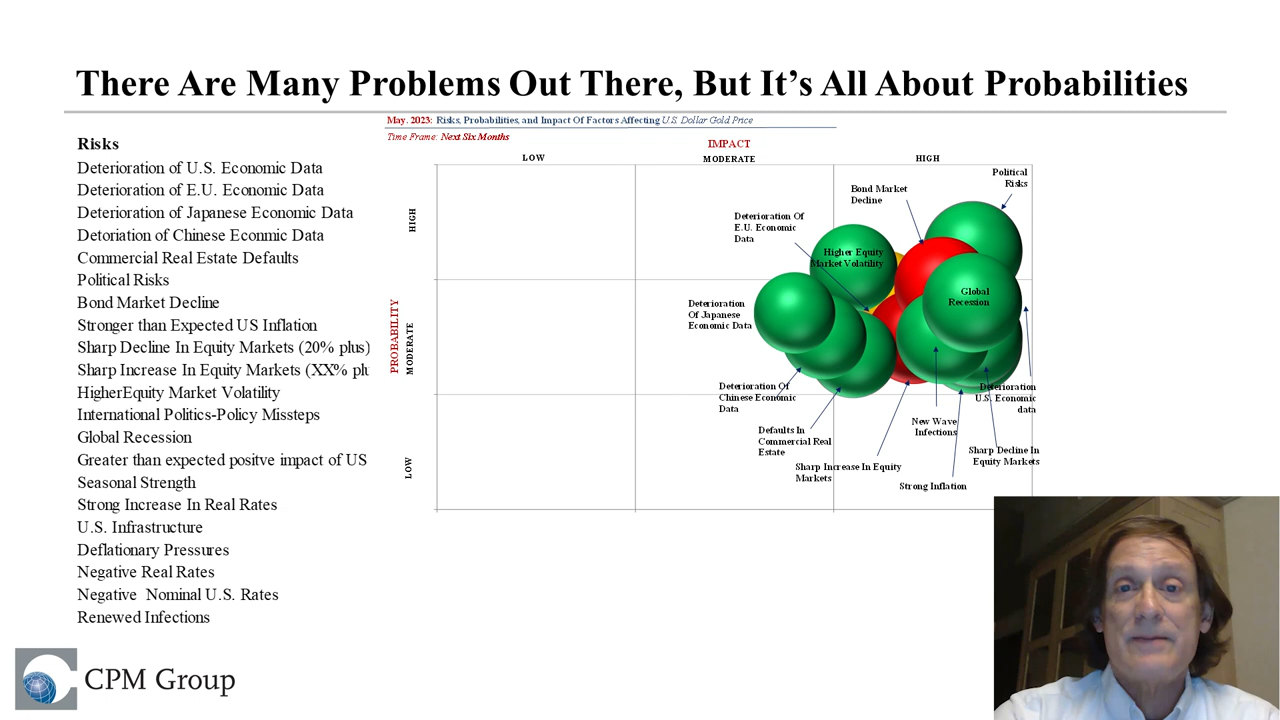 There Are Many Problems Out There, But It’s All About Probabilities
Risks
Deterioration of U.S. Economic Data
Deterioration of E.U. Economic Data
Deterioration of Japanese Economic Data
Detoriation of Chinese Econmic Data
Commercial Real Estate Defaults
Political Risks
Bond Market Decline
Stronger than Expected US Inflation
Sharp Decline In Equity Markets (20% plus)
Sharp Increase In Equity Markets (XX% plu
HigherEquity Market Volatility
International Politics-Policy Missteps
Global Recession
Greater than expected positve impact of US
Seasonal Strength
Strong Increase In Real Rates
U.S. Infrastructure
Deflationary Pressures
Negative Real Rates
Negative Nominal U.S. Rates
Renewed Infections
May. 2023: Risks, Probabilities, and Impact Of Factors Affecting U.S. Dollar Gold Price
Time Frame: Next Six Months
IMPACT
LOW
MODERATE
HIGH
PROBABILITY
HIGH
MODERATE
LOW
Political
Risks
Bond Market
Decline
Deterioration Of
E.U. Economic
Data
Higher Equity
Market Volatility
Global
Recession
Deterioration
Of Japanese
Economic Data
Deterioration Of
Chinese Economic
Data
Deterioration
U.S. Economic
data
Defaults In
Commercial Real
Estate
New Wave
Infections
Sharp Decline In
Equity Markets
Sharp Increase In Equity
Markets
Strong Inflation
CPM Group